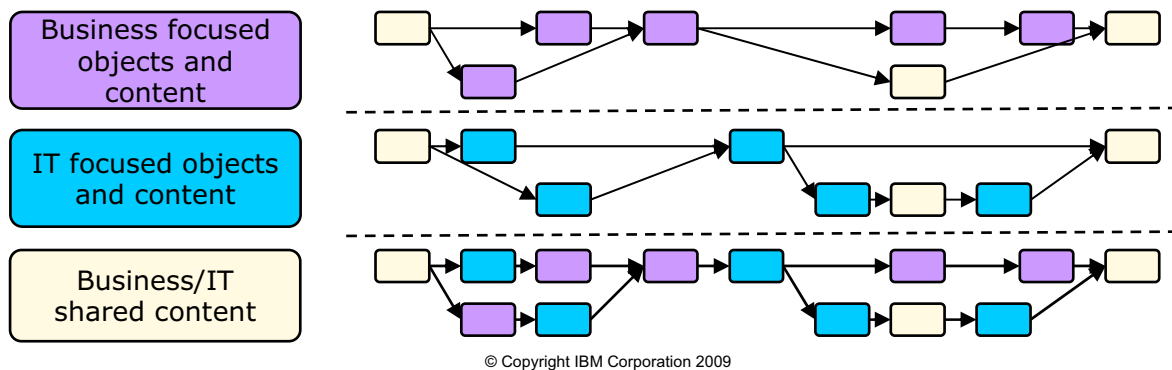 Business focused
objects and
content
IT focused objects
and content
Business/IT
shared content
© Copyright IBM Corporation 2009